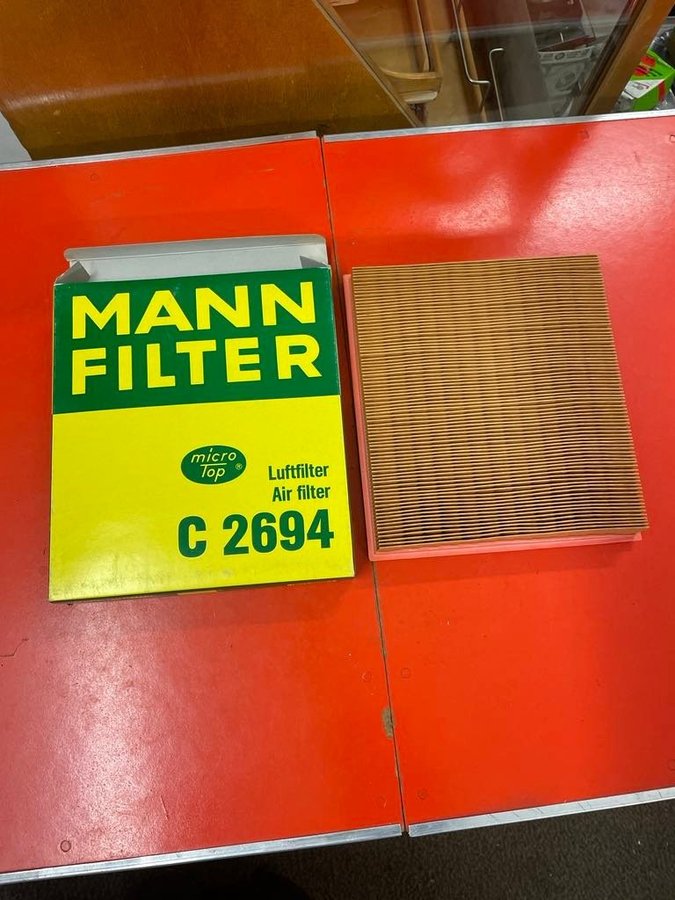 MANN
FILTER
micro
Top ®
Luftfilter
Air filter
C 2694